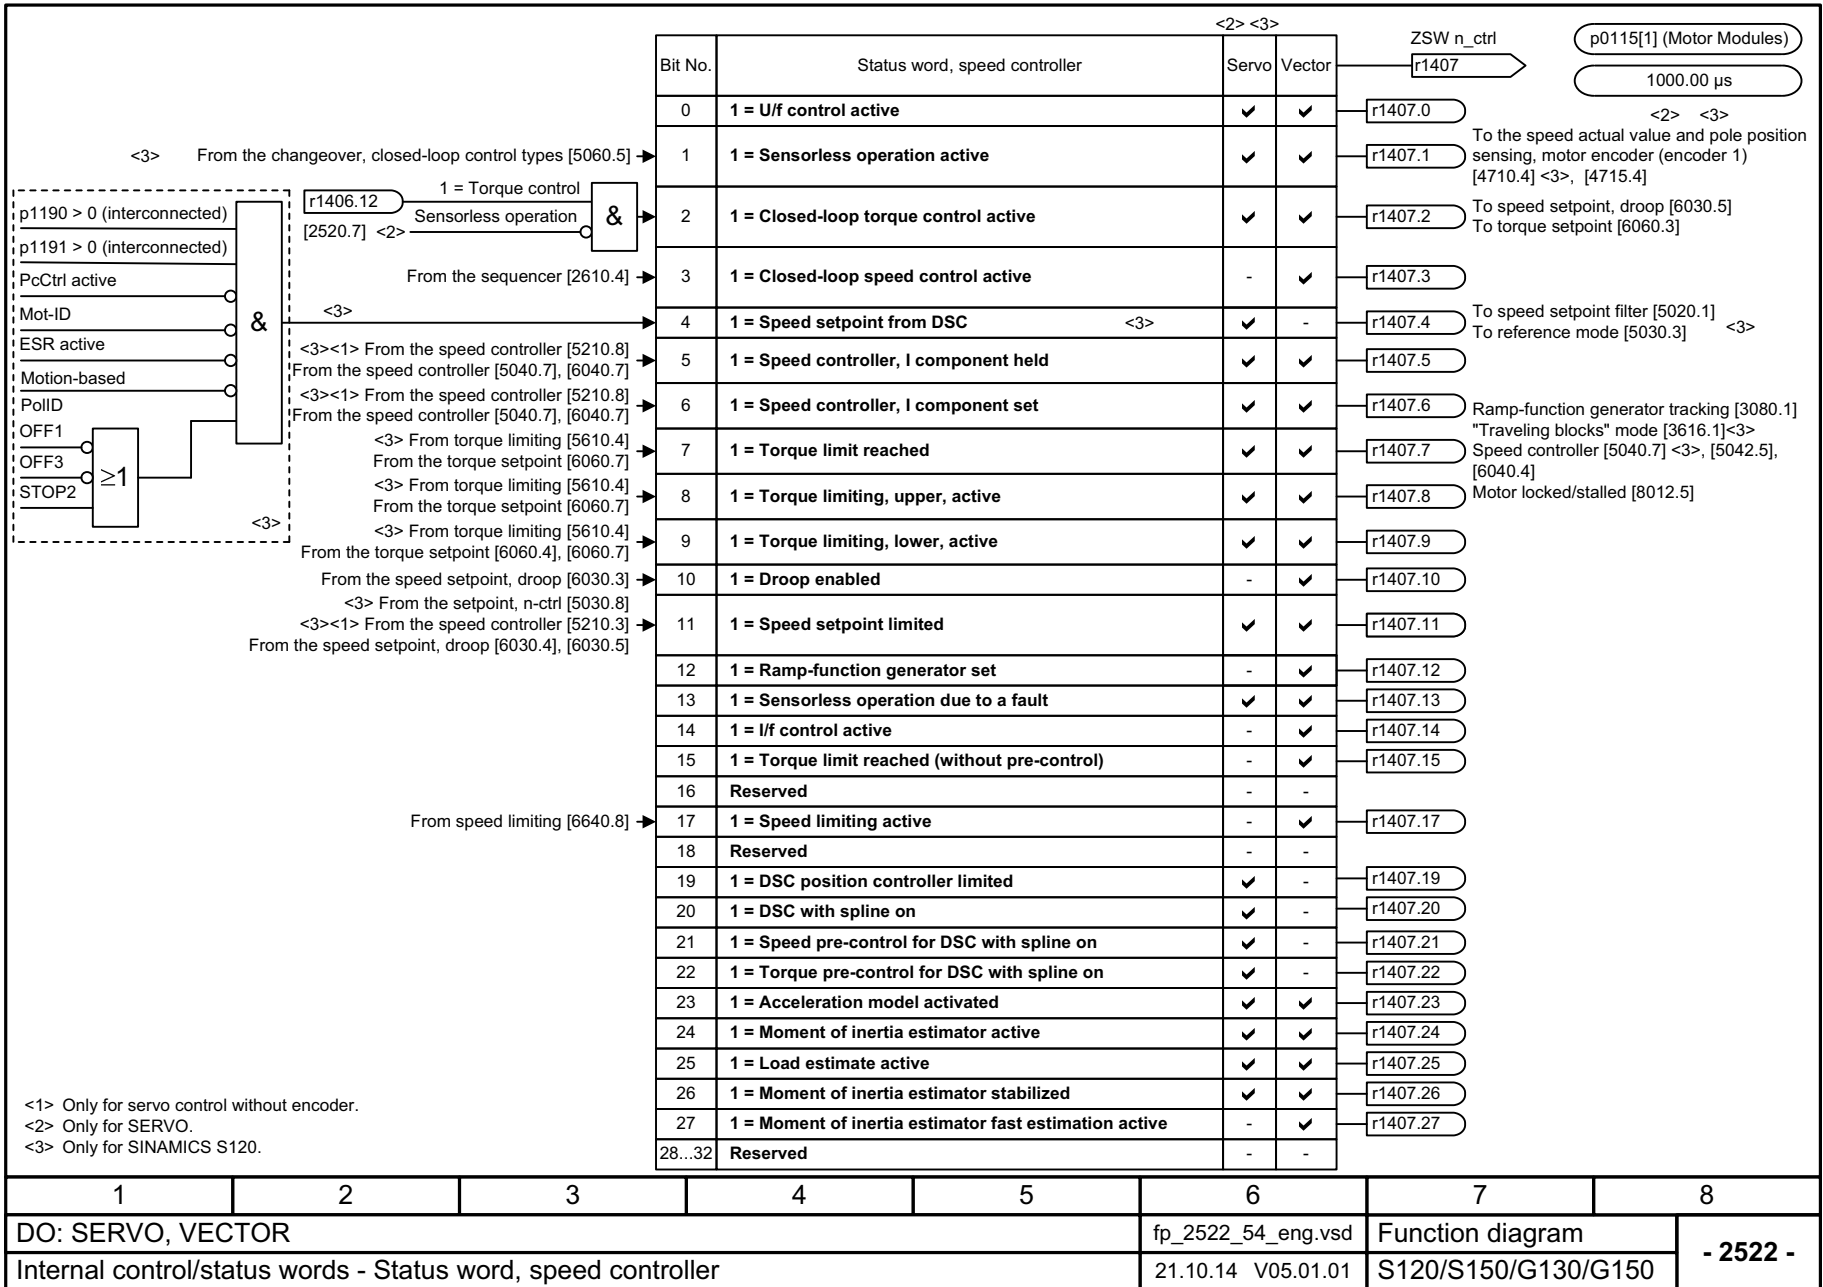 <2> <3>
Bit No. Status word, speed controller Servo Vector
ZSW n_ctrl
r1407
p0115[1] (Motor Modules)
1000.00 µs
<2> <3>
0 1 = U/f control active ✔ ✔ r1407.0
<3> From the changeover, closed-loop control types [5060.5]
1 1 = Sensorless operation active ✔ ✔ r1407.1
To the speed actual value and pole position
sensing, motor encoder (encoder 1)
[4710.4] <3>, [4715.4]
r1406.12
1 = Torque control
Sensorless operation
[2520.7] <2>
&
2 1 = Closed-loop torque control active ✔ ✔ r1407.2
To speed setpoint, droop [6030.5]
To torque setpoint [6060.3]
p1190 > 0 (interconnected)
p1191 > 0 (interconnected)
PcCtrl active
Mot-ID
ESR active
Motion-based
PolID
OFF1
OFF3
STOP2
≥1
&
<3>
<3>
From the sequencer [2610.4]
3 1 = Closed-loop speed control active - ✔ r1407.3
4 1 = Speed setpoint from DSC <3> ✔ - r1407.4
To speed setpoint filter [5020.1]
To reference mode [5030.3] <3>
<3><1> From the speed controller [5210.8]
From the speed controller [5040.7], [6040.7]
5 1 = Speed controller, I component held ✔ ✔ r1407.5
<3><1> From the speed controller [5210.8]
From the speed controller [5040.7], [6040.7]
6 1 = Speed controller, I component set ✔ ✔ r1407.6
<3> From torque limiting [5610.4]
From the torque setpoint [6060.7]
7 1 = Torque limit reached ✔ ✔ r1407.7
Ramp-function generator tracking [3080.1]
"Traveling blocks" mode [3616.1]<3>
Speed controller [5040.7] <3>, [5042.5],
[6040.4]
Motor locked/stalled [8012.5]
<3> From torque limiting [5610.4]
From the torque setpoint [6060.7]
8 1 = Torque limiting, upper, active ✔ ✔ r1407.8
<3> From torque limiting [5610.4]
From the torque setpoint [6060.4], [6060.7]
9 1 = Torque limiting, lower, active ✔ ✔ r1407.9
From the speed setpoint, droop [6030.3]
10 1 = Droop enabled - ✔ r1407.10
<3> From the setpoint, n-ctrl [5030.8]
<3><1> From the speed controller [5210.3]
From the speed setpoint, droop [6030.4], [6030.5]
11 1 = Speed setpoint limited ✔ ✔ r1407.11
12 1 = Ramp-function generator set - ✔ r1407.12
13 1 = Sensorless operation due to a fault ✔ ✔ r1407.13
14 1 = I/f control active - ✔ r1407.14
15 1 = Torque limit reached (without pre-control) - ✔ r1407.15
16 Reserved - -
From speed limiting [6640.8]
17 1 = Speed limiting active - ✔ r1407.17
18 Reserved - -
19 1 = DSC position controller limited ✔ - r1407.19
20 1 = DSC with spline on ✔ - r1407.20
21 1 = Speed pre-control for DSC with spline on ✔ - r1407.21
22 1 = Torque pre-control for DSC with spline on ✔ - r1407.22
23 1 = Acceleration model activated ✔ ✔ r1407.23
24 1 = Moment of inertia estimator active ✔ ✔ r1407.24
25 1 = Load estimate active ✔ ✔ r1407.25
26 1 = Moment of inertia estimator stabilized ✔ ✔ r1407.26
27 1 = Moment of inertia estimator fast estimation active - ✔ r1407.27
28...32 Reserved - -
<1> Only for servo control without encoder.
<2> Only for SERVO.
<3> Only for SINAMICS S120.
1 2 3 4 5 6 7 8
DO: SERVO, VECTOR fp_2522_54_eng.vsd Function diagram
- 2522 -
Internal control/status words - Status word, speed controller 21.10.14 V05.01.01 S120/S150/G130/G150